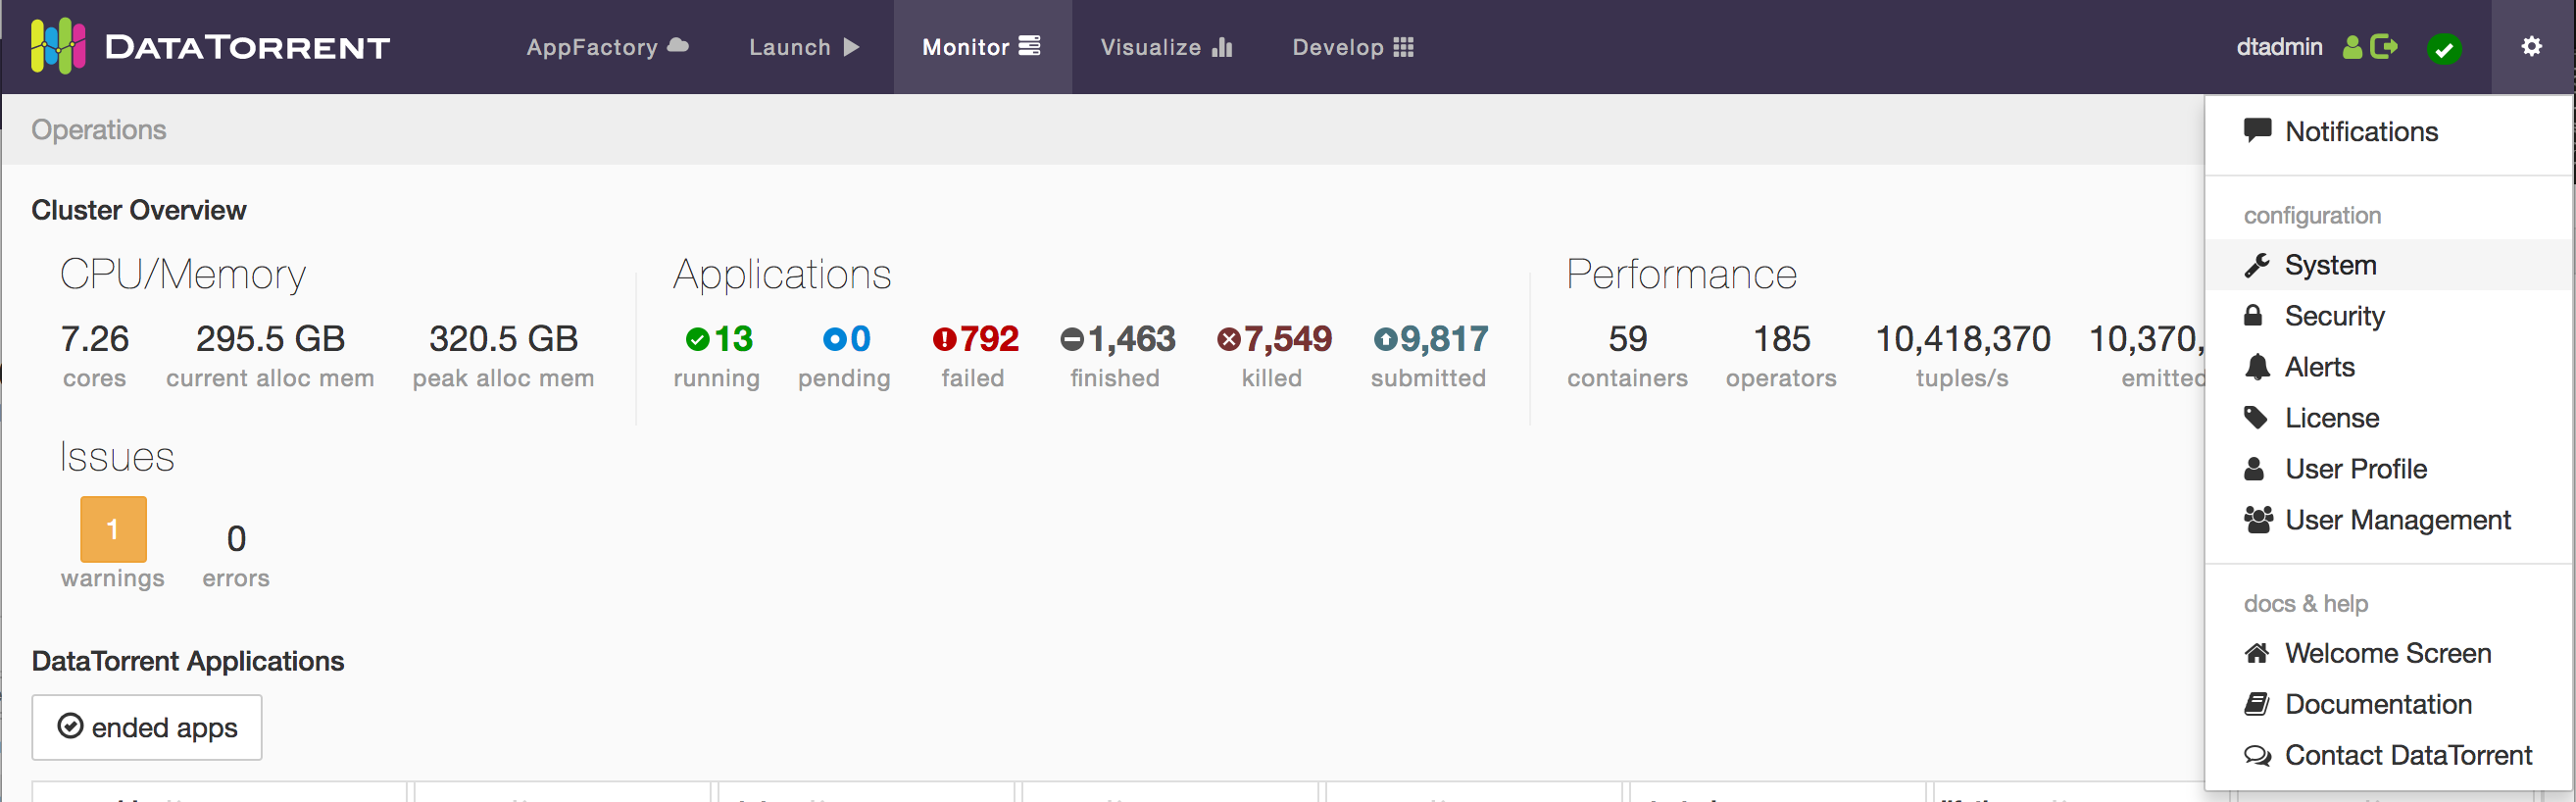 DATATORRENT AppFactory Launch Monitor Visualize Develop dtadmin
Operations
Cluster Overview
CPU/Memory
7.26 295.5 GB 320.5 GB
cores current alloc mem peak alloc mem
Applications
13 0 792 1,463 7,549 9,817
running pending failed finished killed submitted
Performance
59 185 10,418,370 10,370,
containers operators tuples/s emitted
Issues
1 0
warnings errors
DataTorrent Applications
ended apps
Notifications
configuration
System
Security
Alerts
License
User Profile
User Management
docs & help
Welcome Screen
Documentation
Contact DataTorrent